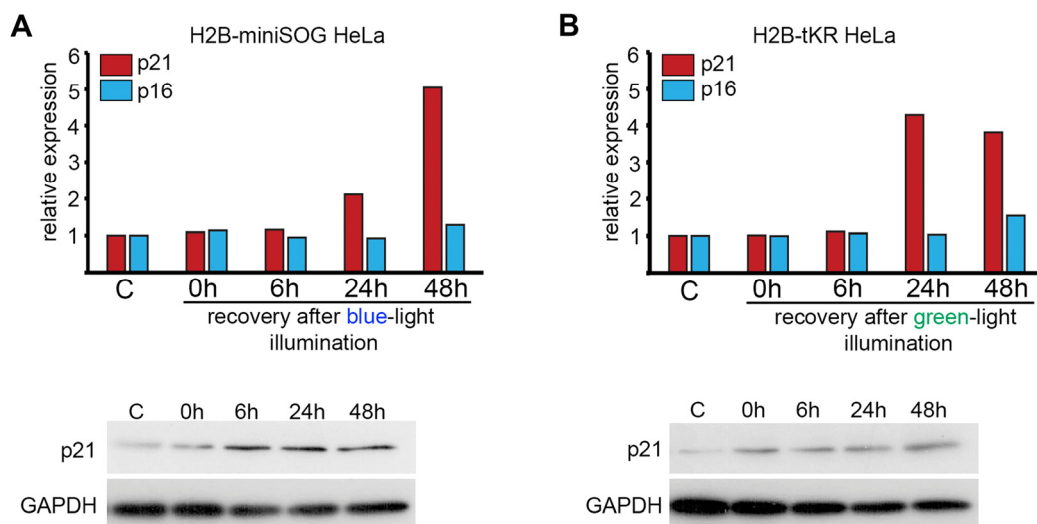 A
H2B-miniSOG HeLa
relative expression
6
5
4
3
2
1
p21
p16
C 0h 6h 24h 48h
recovery after blue-light
illumination
C 0h 6h 24h 48h
p21
GAPDH
B
H2B-tKR HeLa
relative expression
6
5
4
3
2
1
p21
p16
C 0h 6h 24h 48h
recovery after green-light
illumination
C 0h 6h 24h 48h
p21
GAPDH